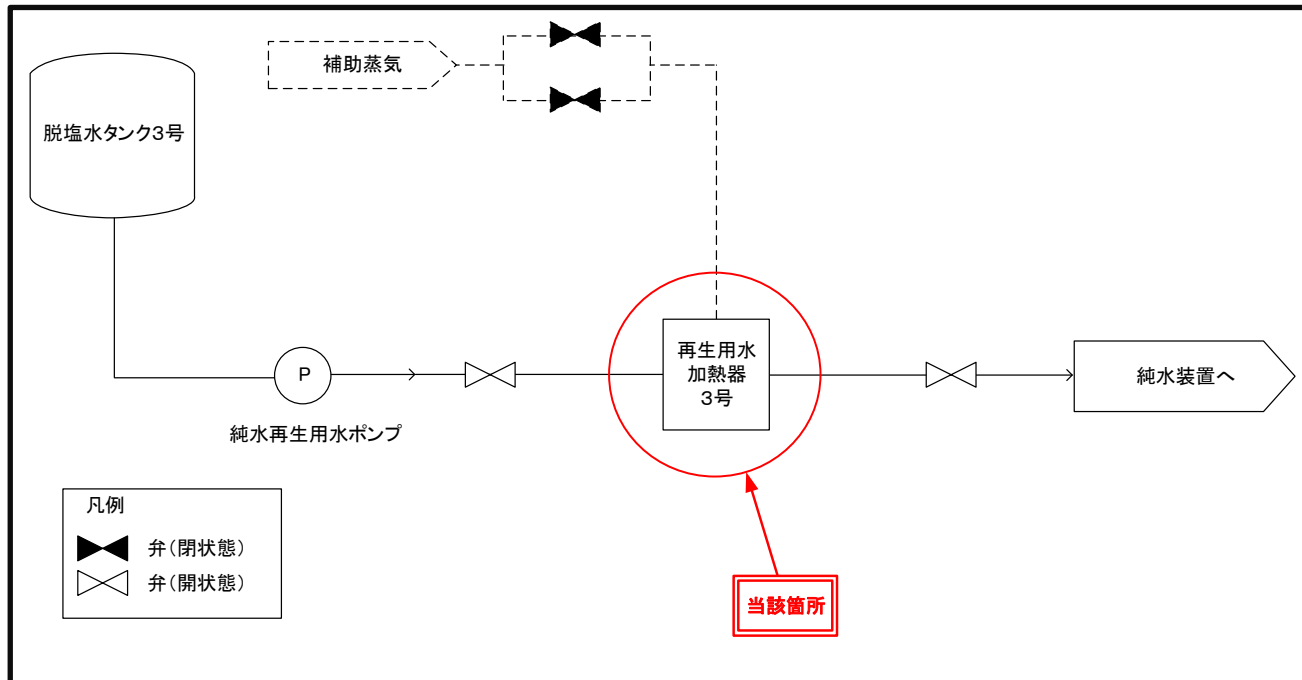 補助蒸気
脱塩水タンク3号
再生用水
加熱器
3号
P
純水装置へ
純水再生用水ポンプ
凡例
弁(閉状態)
弁(開状態)
当該箇所